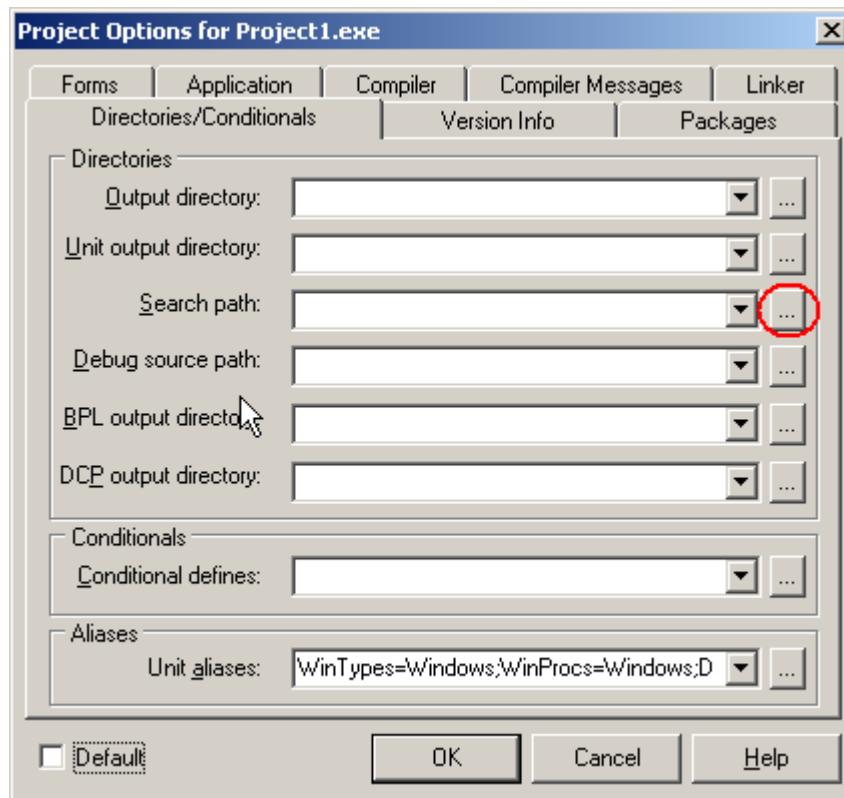 Project Options for Project1.exe
Forms Application Compiler Compiler Messages Linker
Directories/Conditionals Version Info Packages
Directories
Output directory: ...
Unit output directory: ...
Search path: ...
Debug source path: ...
BPL output director ...
DCP output directory: ...
Conditionals
Conditional defines: ...
Aliases
Unit aliases: WinTypes=Windows;WinProcs=Windows;D ...
Default OK Cancel Help